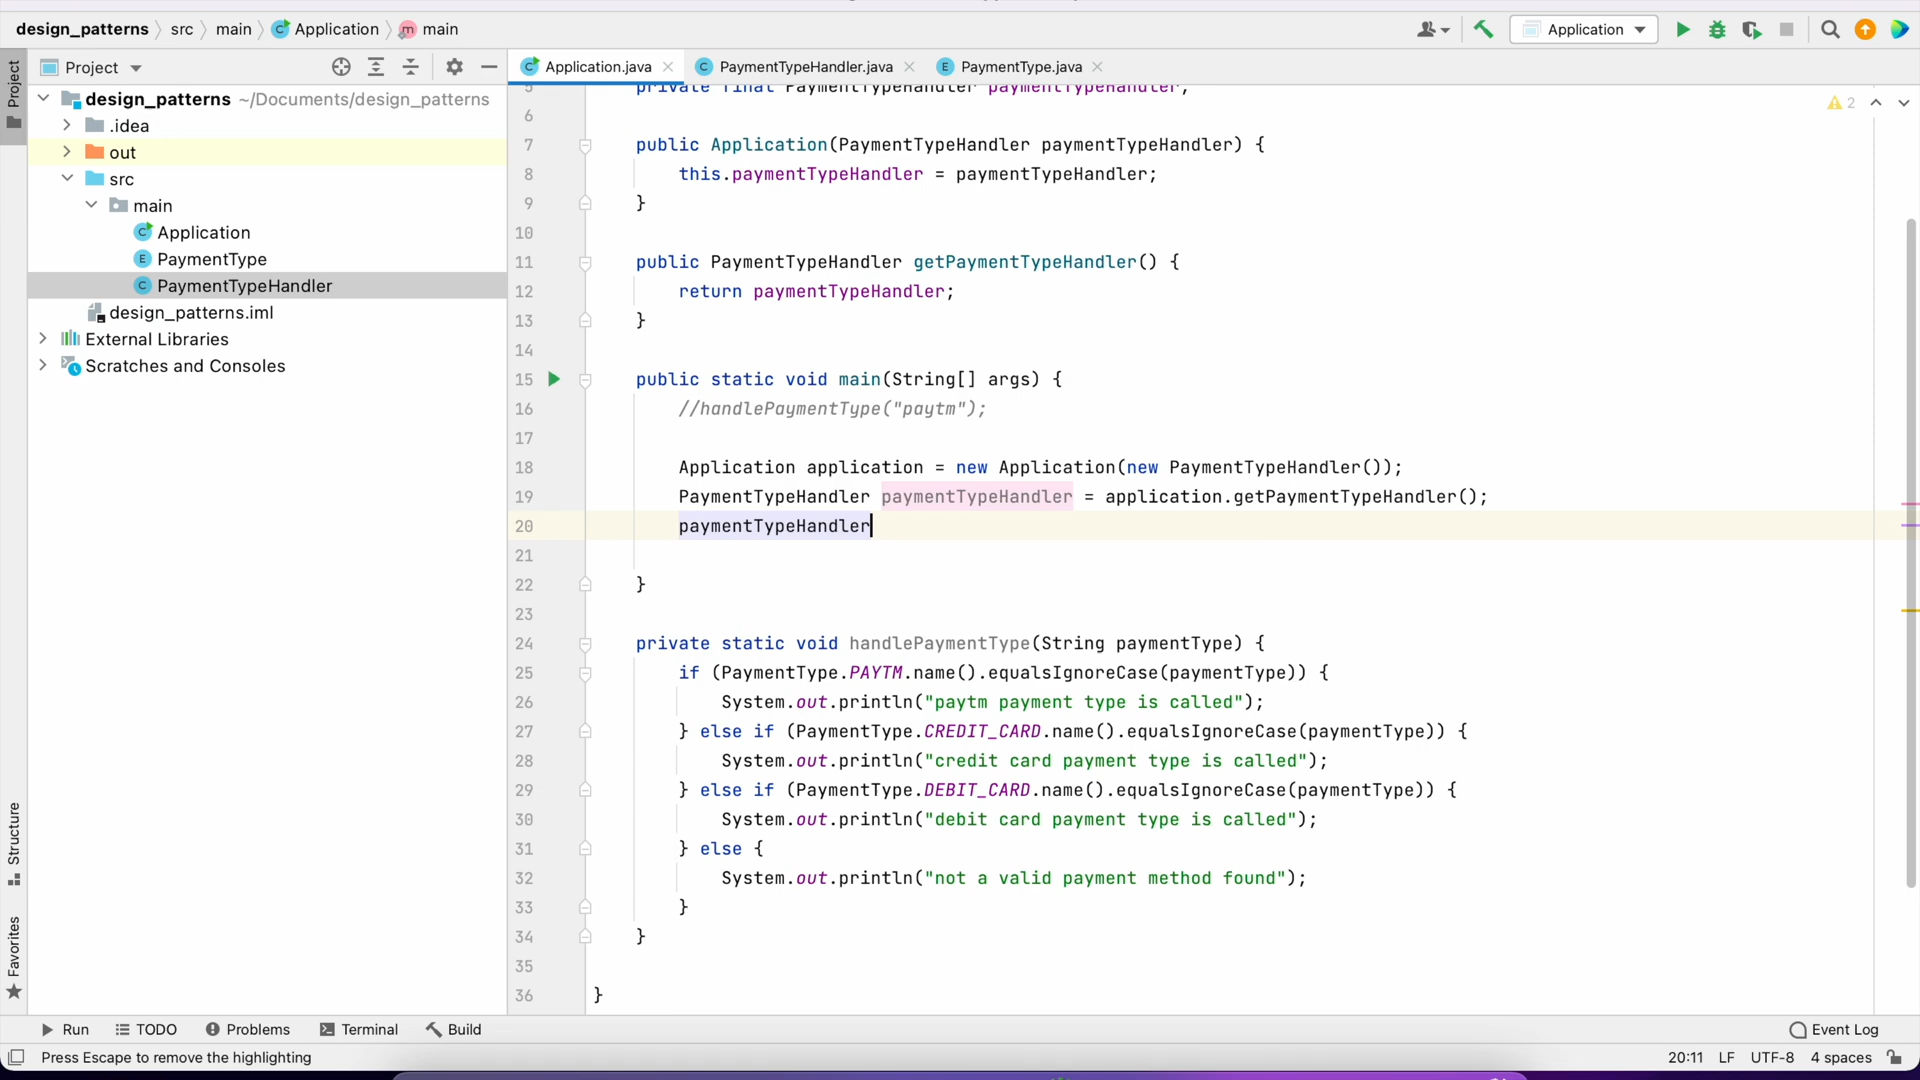 design_patterns src main Application main
Application
Project
Application.java PaymentTypeHandler.java PaymentType.java
Project
design_patterns ~/Documents/design_patterns
.idea
out
src
main
Application
PaymentType
PaymentTypeHandler
design_patterns.iml
External Libraries
Scratches and Consoles
Structure
Favorites
2
5 private final PaymentTypeHandler paymentTypeHandler;
6
7 public Application(PaymentTypeHandler paymentTypeHandler) {
8 this.paymentTypeHandler = paymentTypeHandler;
9 }
10
11 public PaymentTypeHandler getPaymentTypeHandler() {
12 return paymentTypeHandler;
13 }
14
15 public static void main(String[] args) {
16 //handlePaymentType("paytm");
17
18 Application application = new Application(new PaymentTypeHandler());
19 PaymentTypeHandler paymentTypeHandler = application.getPaymentTypeHandler();
20 paymentTypeHandler
21
22 }
23
24 private static void handlePaymentType(String paymentType) {
25 if (PaymentType.PAYTM.name().equalsIgnoreCase(paymentType)) {
26 System.out.println("paytm payment type is called");
27 } else if (PaymentType.CREDIT_CARD.name().equalsIgnoreCase(paymentType)) {
28 System.out.println("credit card payment type is called");
29 } else if (PaymentType.DEBIT_CARD.name().equalsIgnoreCase(paymentType)) {
30 System.out.println("debit card payment type is called");
31 } else {
32 System.out.println("not a valid payment method found");
33 }
34 }
35
36 }
Run TODO Problems Terminal Build Event Log
Press Escape to remove the highlighting 20:11 LF UTF-8 4 spaces